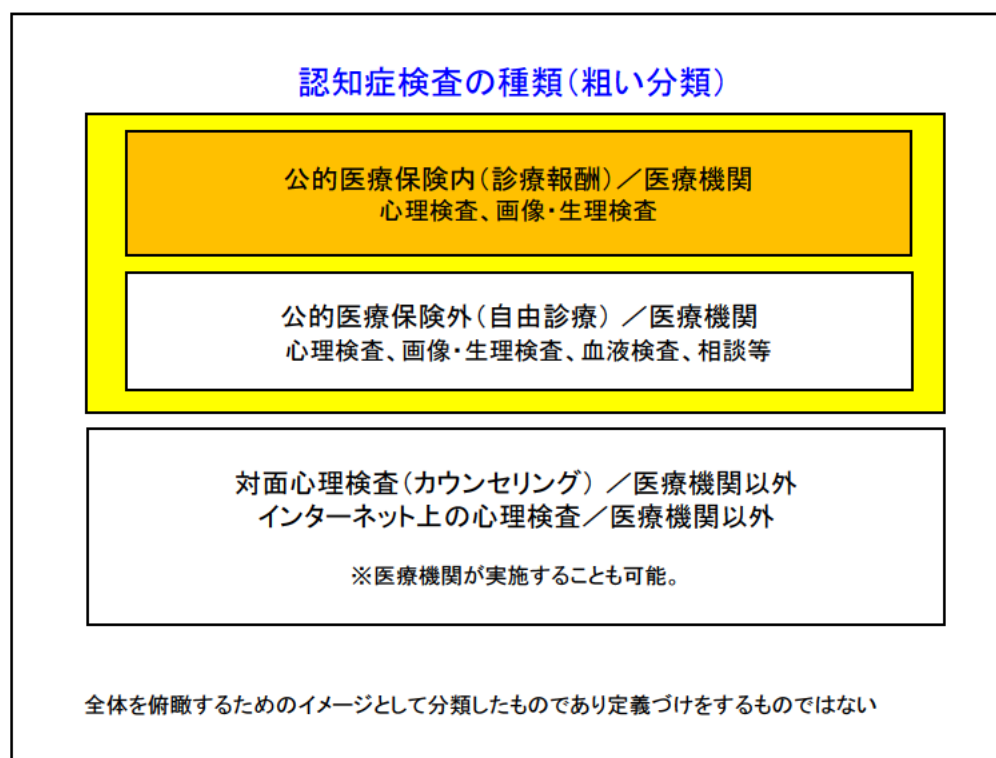 認知症検査の種類（粗い分類）
公的医療保険内（診療報酬）／医療機関
心理検査、画像・生理検査
公的医療保険外（自由診療） ／医療機関
心理検査、画像・生理検査、血液検査、相談等
対面心理検査（カウンセリング） ／医療機関以外
インターネット上の心理検査／医療機関以外
※医療機関が実施することも可能。
全体を俯瞰するためのイメージとして分類したものであり定義づけをするものではない